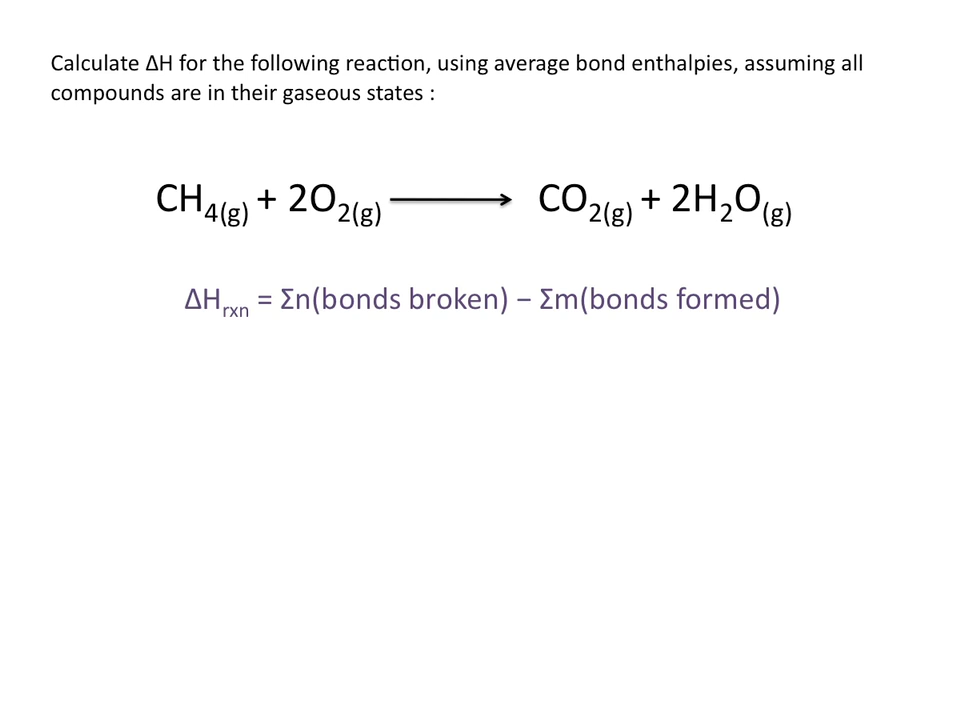 Calculate ΔH for the following reaction, using average bond enthalpies, assuming all
compounds are in their gaseous states :
CH₄(g) + 2O₂(g) ⟶ CO₂(g) + 2H₂O(g)
ΔHrxn = Σn(bonds broken) − Σm(bonds formed)